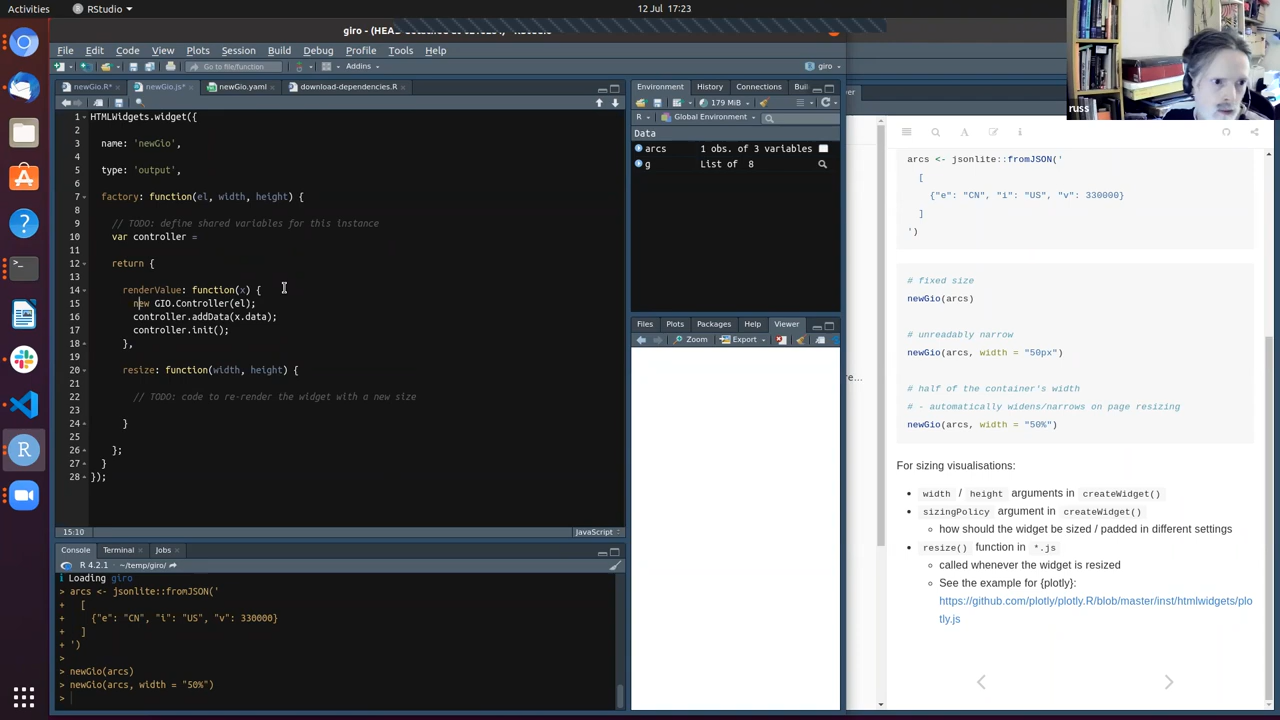 Activities
RStudio
12 Jul 17:23
File Edit Code View Plots Session Build Debug Profile Tools Help
Go to file/function
Addins
giro
newGio.R*
newGio.js*
newGio.yaml
download-dependencies.R
1 HTMLWidgets.widget({
2
3 name: 'newGio',
4
5 type: 'output',
6
7 factory: function(el, width, height) {
8
9 // TODO: define shared variables for this instance
10 var controller =
11
12 return {
13
14 renderValue: function(x) {
15 new GIO.Controller(el);
16 controller.addData(x.data);
17 controller.init();
18 },
19
20 resize: function(width, height) {
21
22 // TODO: code to re-render the widget with a new size
23
24 }
25
26 };
27 }
28 });
15:10
JavaScript
Console Terminal Jobs
R 4.2.1 · ~/temp/giro/
i Loading giro
> arcs <- jsonlite::fromJSON('
+ [
+ {"e": "CN", "i": "US", "v": 330000}
+ ]
+ ')
>
> newGio(arcs)
> newGio(arcs, width = "50%")
>
Environment History Connections
179 MiB
R
Global Environment
Data
arcs 1 obs. of 3 variables
g List of 8
Files Plots Packages Help Viewer
Zoom Export
russ
arcs <- jsonlite::fromJSON('
[
{"e": "CN", "i": "US", "v": 330000}
]
')
# fixed size
newGio(arcs)
# unreadably narrow
newGio(arcs, width = "50px")
# half of the container's width
# - automatically widens/narrows on page resizing
newGio(arcs, width = "50%")
For sizing visualisations:
width / height arguments in createWidget()
sizingPolicy argument in createWidget()
how should the widget be sized / padded in different settings
resize() function in *.js
called whenever the widget is resized
See the example for {plotly}:
https://github.com/plotly/plotly.R/blob/master/inst/htmlwidgets/plo
tly.js